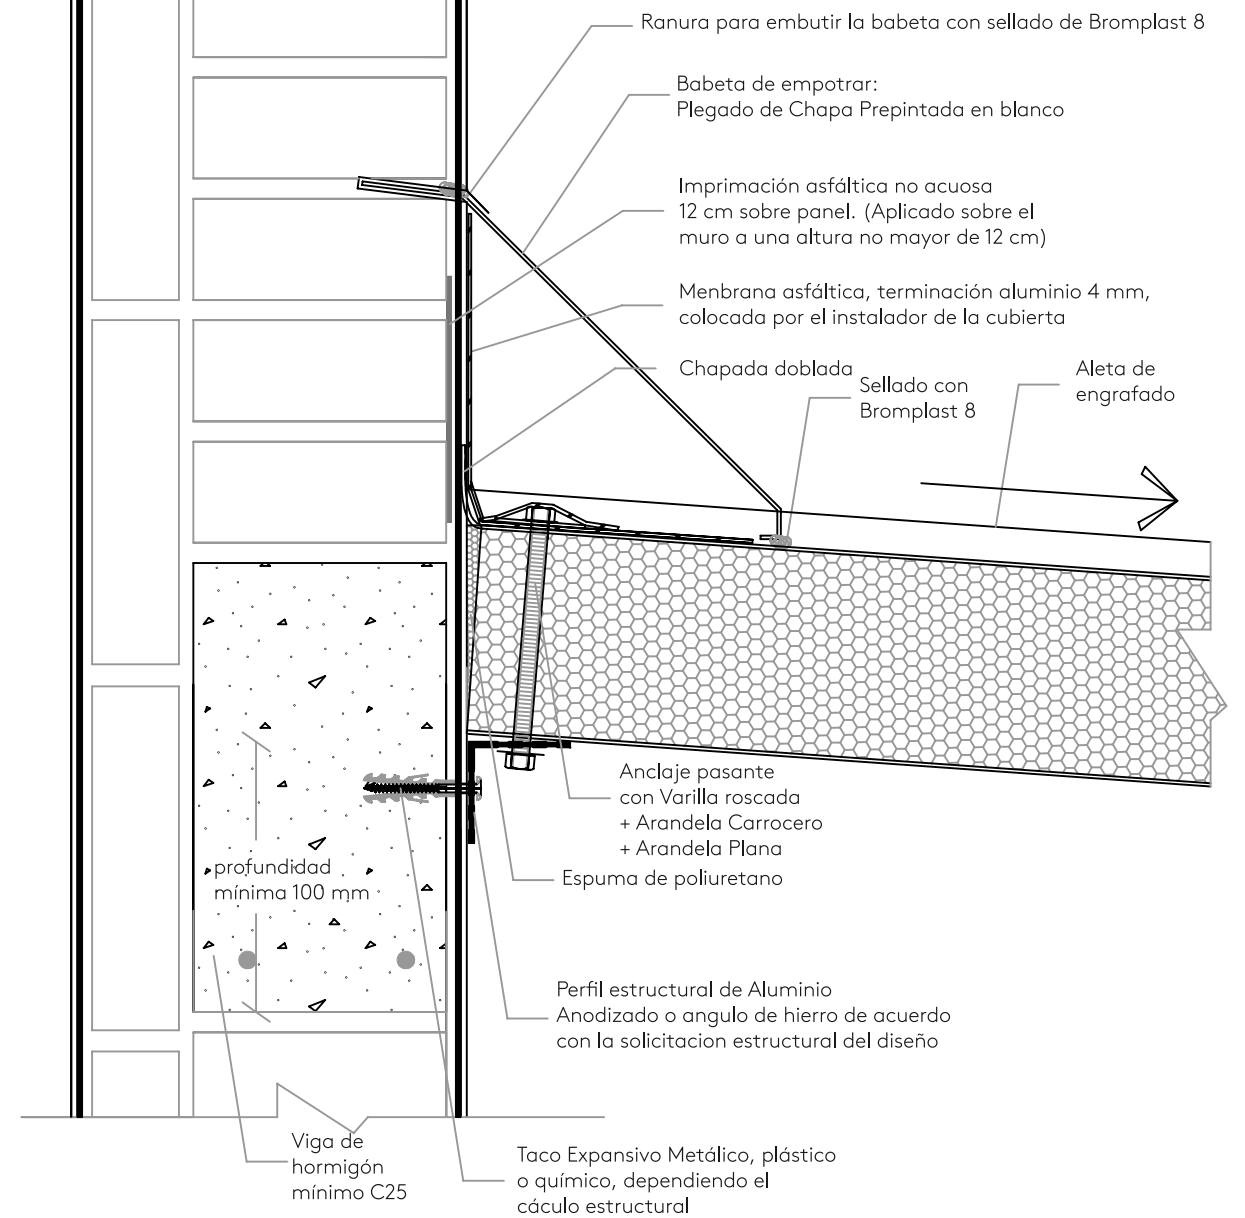 Ranura para embutir la babeta con sellado de Bromplast 8
Babeta de empotrar:
Plegado de Chapa Prepintada en blanco
Imprimación asfáltica no acuosa
12 cm sobre panel. (Aplicado sobre el
muro a una altura no mayor de 12 cm)
Menbrana asfáltica, terminación aluminio 4 mm,
colocada por el instalador de la cubierta
Chapada doblada
Sellado con
Bromplast 8
Aleta de
engrafado
Anclaje pasante
con Varilla roscada
+ Arandela Carrocero
+ Arandela Plana
Espuma de poliuretano
profundidad
mínima 100 mm
Perfil estructural de Aluminio
Anodizado o angulo de hierro de acuerdo
con la solicitacion estructural del diseño
Viga de
hormigón
mínimo C25
Taco Expansivo Metálico, plástico
o químico, dependiendo el
cáculo estructural